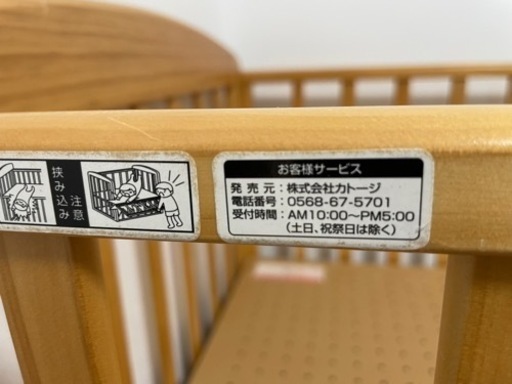 挟み込み
注意
お客様サービス
発売元：株式会社カトージ
電話番号：0568-67-5701
受付時間：AM10:00〜PM5:00
（土日、祝祭日は除く）